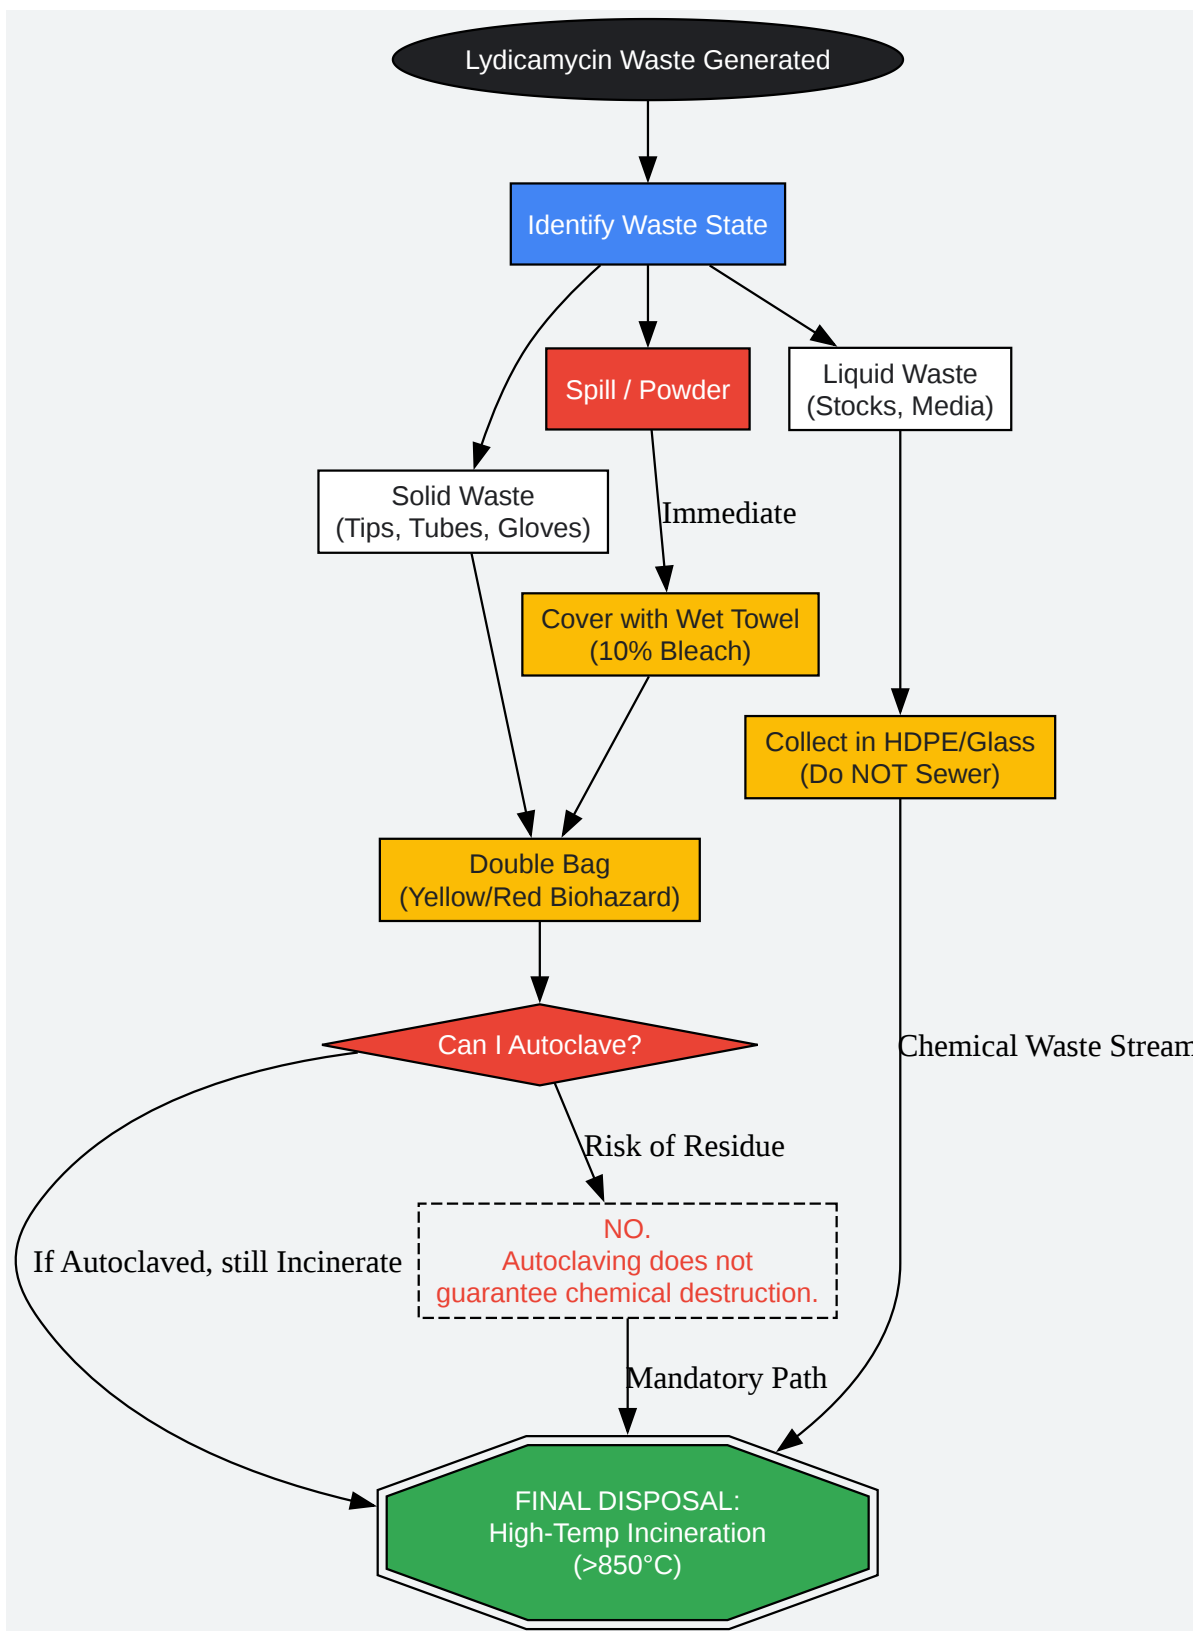 Lydicamycin Waste Generated
Identify Waste State
Spill / Powder
Liquid Waste
(Stocks, Media)
Solid Waste
(Tips, Tubes, Gloves)
Immediate
Cover with Wet Towel
(10% Bleach)
Collect in HDPE/Glass
(Do NOT Sewer)
Double Bag
(Yellow/Red Biohazard)
Can I Autoclave?
Chemical Waste Stream
Risk of Residue
NO.
Autoclaving does not
guarantee chemical destruction.
If Autoclaved, still Incinerate
Mandatory Path
FINAL DISPOSAL:
High-Temp Incineration
(>850°C)